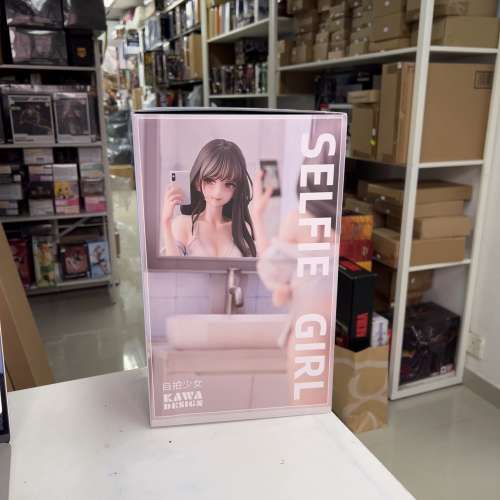 SELFIE GIRL
自拍少女
KAWA
DESIGN